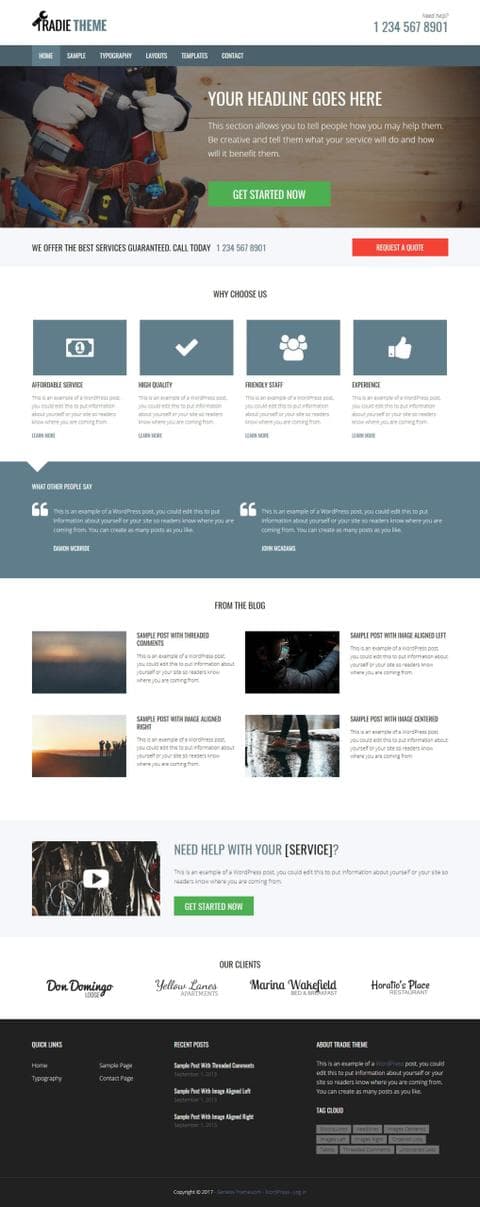 Need help?
TRADIE THEME
1 234 567 8901
HOME SAMPLE TYPOGRAPHY LAYOUTS TEMPLATES CONTACT
YOUR HEADLINE GOES HERE
This section allows you to tell people how you may help them.
Be creative and tell them what your service will do and how
will it benefit them.
GET STARTED NOW
WE OFFER THE BEST SERVICES GUARANTEED. CALL TODAY 1 234 567 8901
REQUEST A QUOTE
WHY CHOOSE US
AFFORDABLE SERVICE
This is an example of a WordPress post,
you could edit this to put information
about yourself or your site so readers
know where you are coming from.
LEARN MORE
HIGH QUALITY
This is an example of a WordPress post,
you could edit this to put information
about yourself or your site so readers
know where you are coming from.
LEARN MORE
FRIENDLY STAFF
This is an example of a WordPress post,
you could edit this to put information
about yourself or your site so readers
know where you are coming from.
LEARN MORE
EXPERIENCE
This is an example of a WordPress post,
you could edit this to put information
about yourself or your site so readers
know where you are coming from.
LEARN MORE
WHAT OTHER PEOPLE SAY
This is an example of a WordPress post, you could edit this to put
information about yourself or your site so readers know where you are
coming from. You can create as many posts as you like.
DAMON MCBRIDE
This is an example of a WordPress post, you could edit this to put
information about yourself or your site so readers know where you are
coming from. You can create as many posts as you like.
JOHN MCADAMS
FROM THE BLOG
SAMPLE POST WITH THREADED
COMMENTS
This is an example of a WordPress post,
you could edit this to put information about
yourself or your site so readers know
where you are coming from.
SAMPLE POST WITH IMAGE ALIGNED LEFT
This is an example of a WordPress post,
you could edit this to put information about
yourself or your site so readers know
where you are coming from.
SAMPLE POST WITH IMAGE ALIGNED
RIGHT
This is an example of a WordPress post,
you could edit this to put information about
yourself or your site so readers know
where you are coming from.
SAMPLE POST WITH IMAGE CENTERED
This is an example of a WordPress post,
you could edit this to put information about
yourself or your site so readers know
where you are coming from.
NEED HELP WITH YOUR [SERVICE]?
This is an example of a WordPress post, you could edit this to put information about yourself or your site so
readers know where you are coming from.
GET STARTED NOW
OUR CLIENTS
Don Domingo
LODGE
Yellow Lanes
APARTMENTS
Marina Wakefield
BED & BREAKFAST
Horatio's Place
RESTAURANT
QUICK LINKS
Home
Sample Page
Typography
Contact Page
RECENT POSTS
Sample Post With Threaded Comments
September 1, 2015
Sample Post With Image Aligned Left
September 1, 2015
Sample Post With Image Aligned Right
September 1, 2015
ABOUT TRADIE THEME
This is an example of a WordPress post, you could
edit this to put information about yourself or your
site so readers know where you are coming from.
You can create as many posts as you like.
TAG CLOUD
Images Left Images Right
Threaded Comments
Copyright © 2017